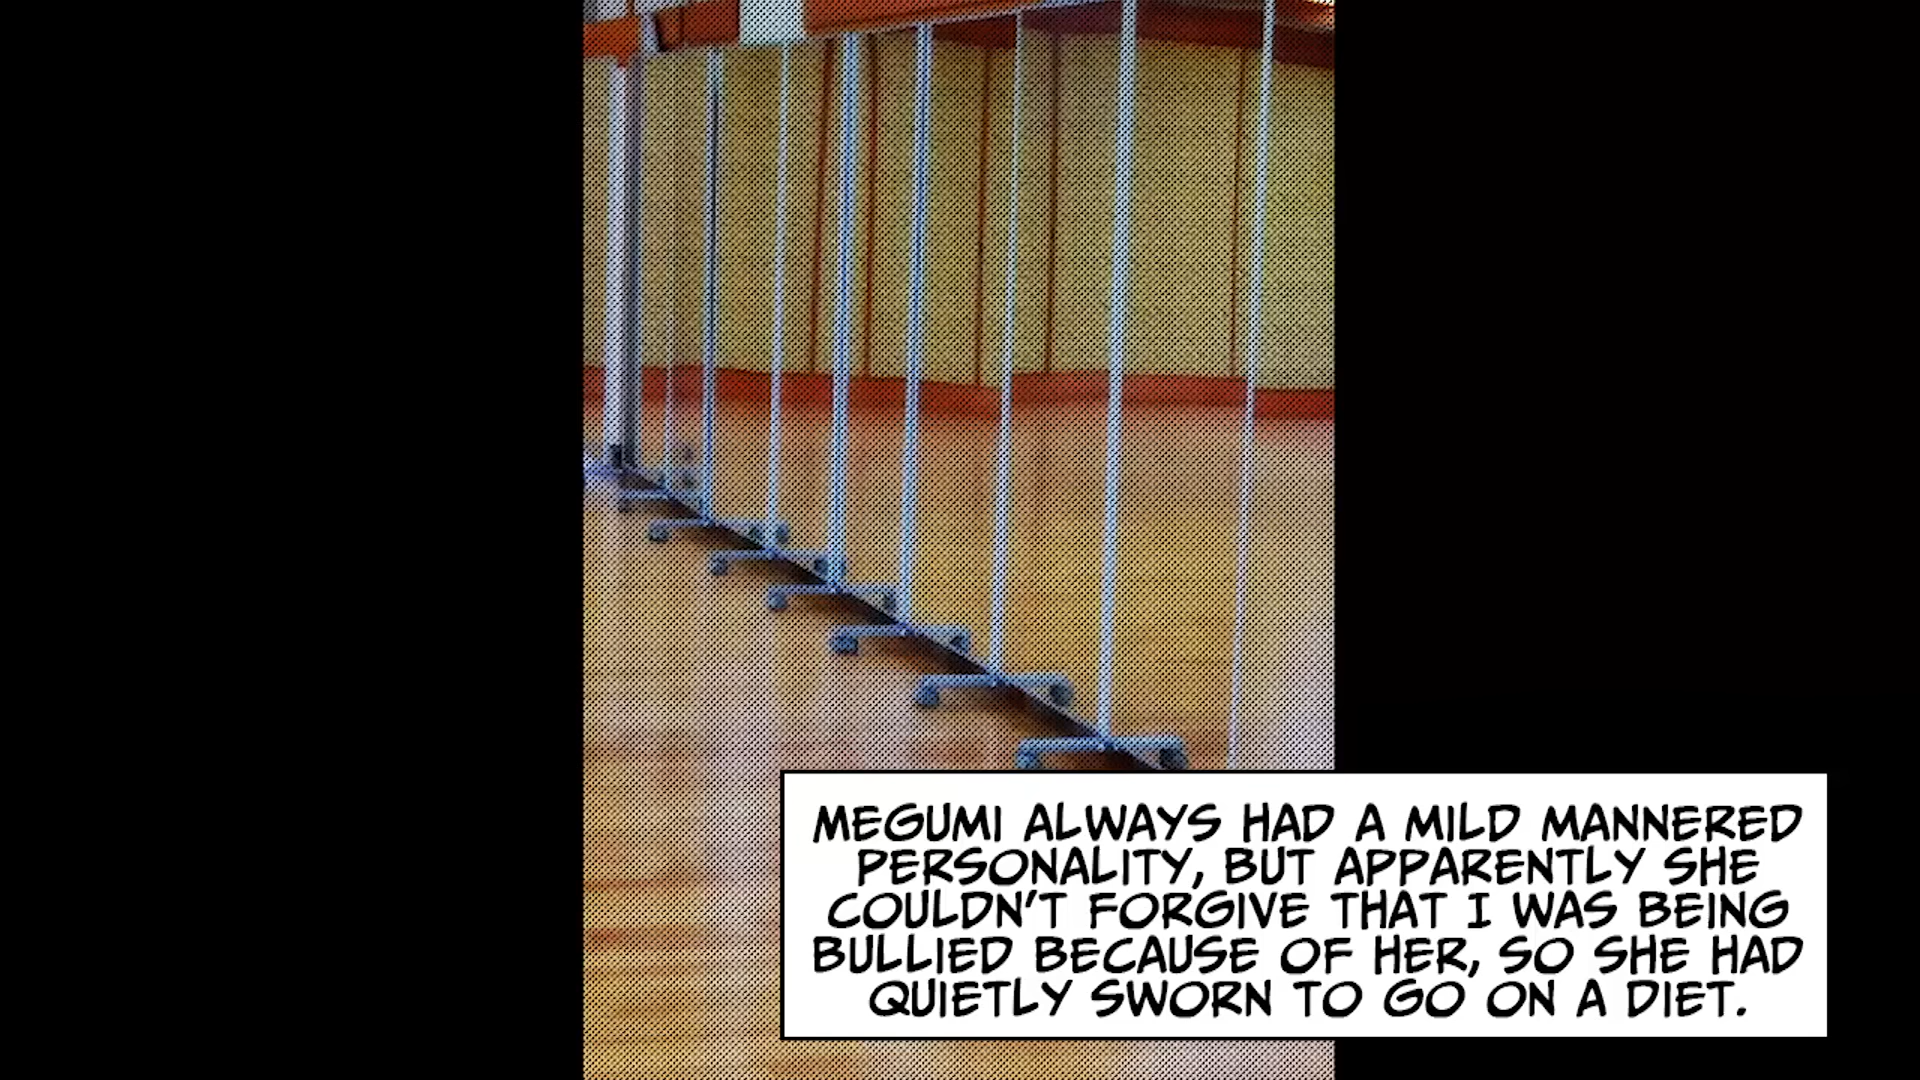 MEGUMI ALWAYS HAD A MILD MANNERED
PERSONALITY, BUT APPARENTLY SHE
COULDN'T FORGIVE THAT I WAS BEING
BULLIED BECAUSE OF HER, SO SHE HAD
QUIETLY SWORN TO GO ON A DIET.